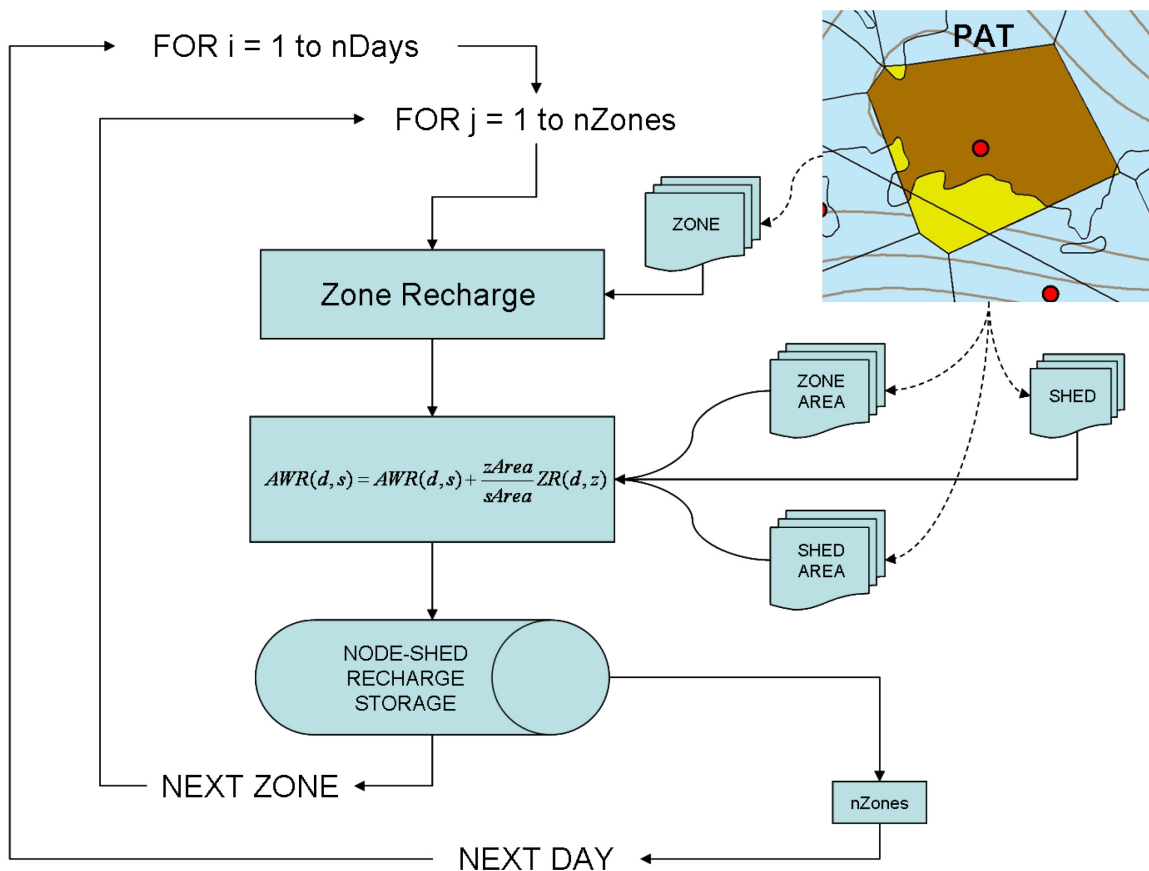 FOR i = 1 to nDays
PAT
FOR j = 1 to nZones
ZONE
Zone Recharge
ZONE
AREA
SHED
AWR(d,s) = AWR(d,s) + zArea/sArea ZR(d,z)
SHED
AREA
NODE-SHED
RECHARGE
STORAGE
NEXT ZONE
nZones
NEXT DAY